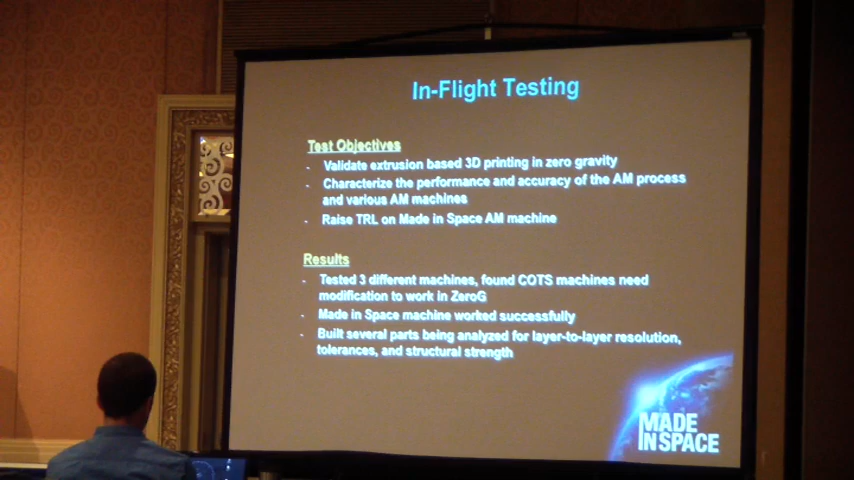 In-Flight Testing
Test Objectives
- Validate extrusion based 3D printing in zero gravity
- Characterize the performance and accuracy of the AM process
and various AM machines
- Raise TRL on Made in Space AM machine
Results
- Tested 3 different machines, found COTS machines need
modification to work in ZeroG
- Made in Space machine worked successfully
- Built several parts being analyzed for layer-to-layer resolution,
tolerances, and structural strength
MADE
IN SPACE